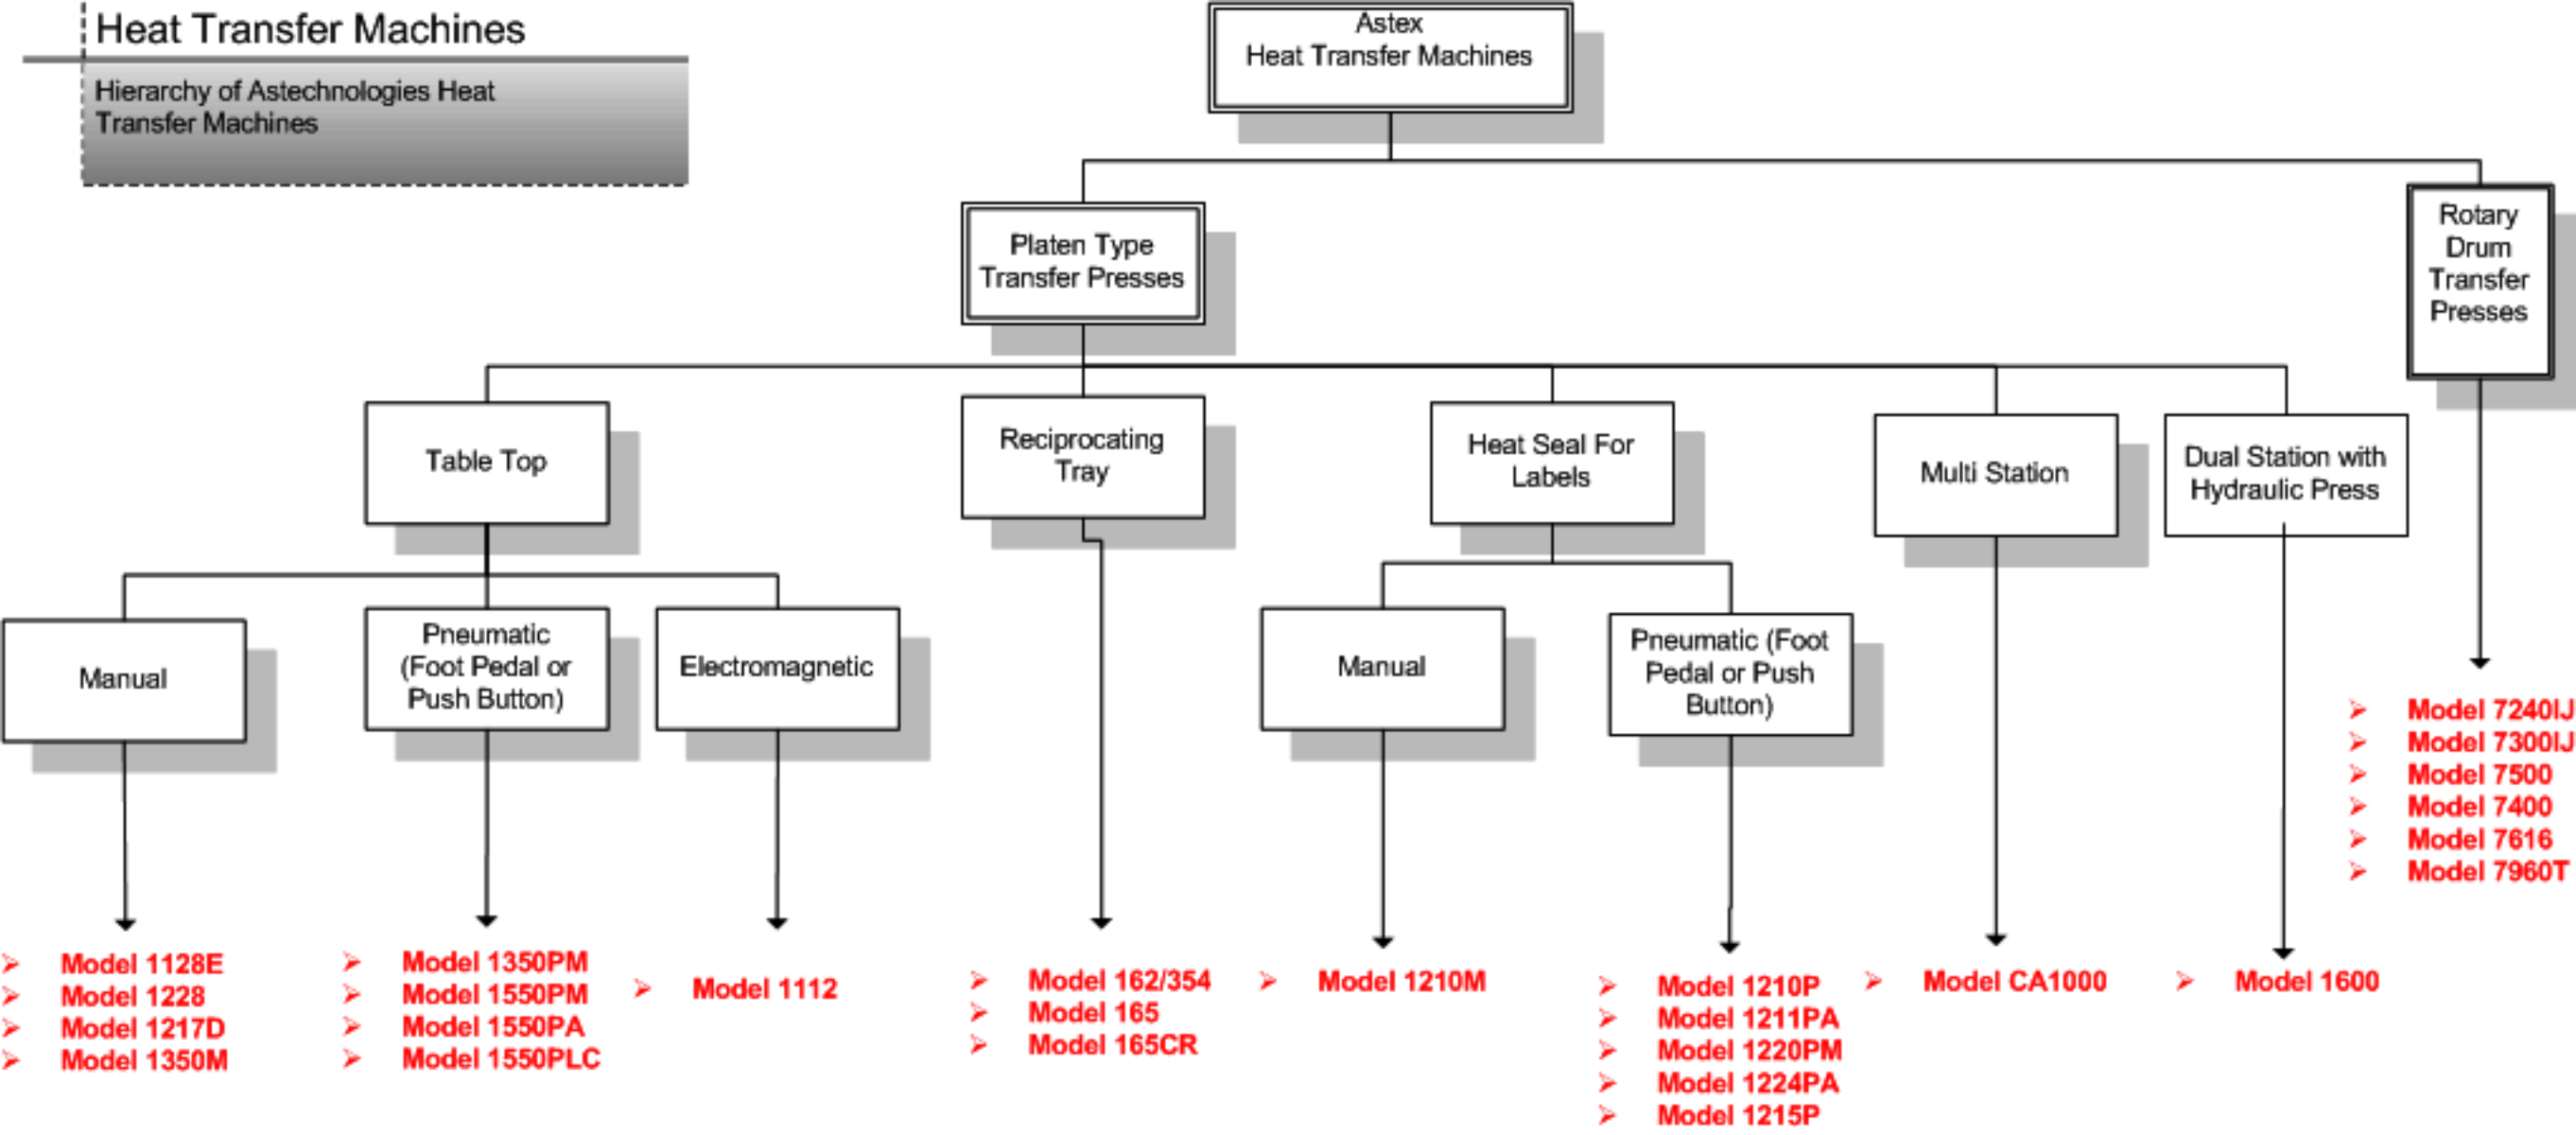 Heat Transfer Machines
Hierarchy of Astechnologies Heat
Transfer Machines
Astex
Heat Transfer Machines
Platen Type
Transfer Presses
Rotary
Drum
Transfer
Presses
Table Top
Reciprocating
Tray
Heat Seal For
Labels
Multi Station
Dual Station with
Hydraulic Press
Manual
Pneumatic
(Foot Pedal or
Push Button)
Electromagnetic
Manual
Pneumatic (Foot
Pedal or Push
Button)
Model 7240IJ
Model 7300IJ
Model 7500
Model 7400
Model 7616
Model 7960T
Model 1128E
Model 1228
Model 1217D
Model 1350M
Model 1350PM
Model 1550PM
Model 1550PA
Model 1550PLC
Model 1112
Model 162/354
Model 165
Model 165CR
Model 1210M
Model 1210P
Model 1211PA
Model 1220PM
Model 1224PA
Model 1215P
Model CA1000
Model 1600